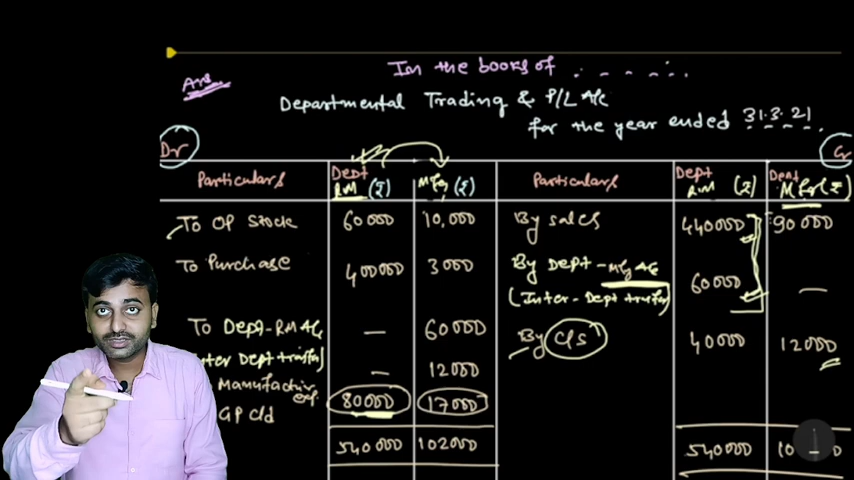 Ans
In the books of . - - - - .
Departmental Trading & P/L A/c
for the year ended 31.3.21
Dr
Cr
Particulars Dept RM (₹) Mfg (₹) Particulars Dept RM (₹) Dept Mfg (₹)
To OP Stock 60000 10,000 By sales 440000 90000
To Purchase 400000 3000 By Dept-Mfg A/c 60000 —
(Inter-Dept trasfer)
To Dept-RM A/c — 60000 By C/S 40000 12000
Inter Dept trasfer)
Manufacturing exp. — 12000
GP c/d 80000 17000
540000 102000 540000